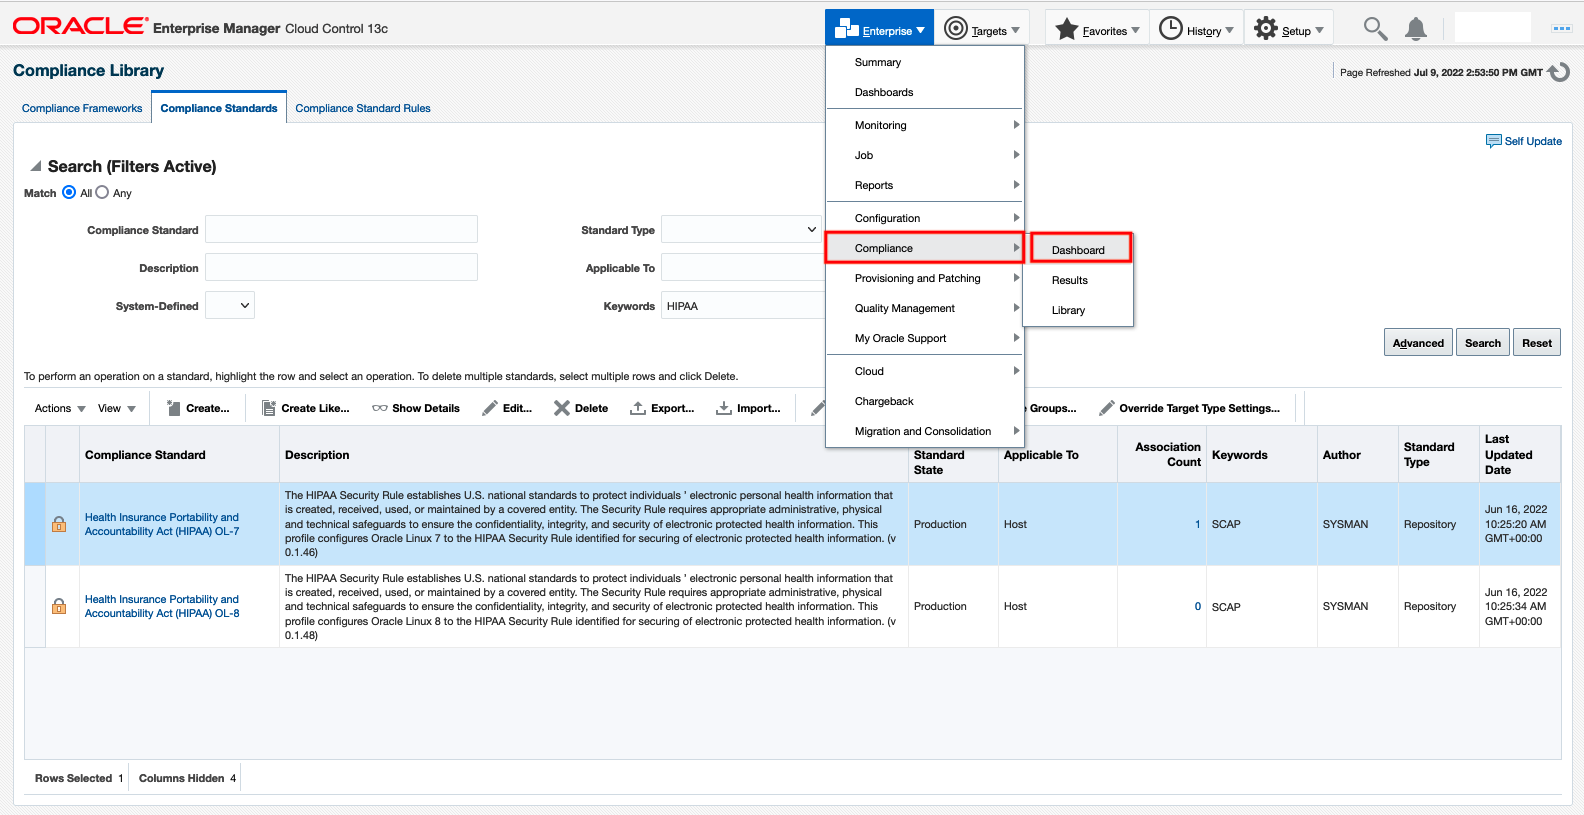 ORACLE® Enterprise Manager Cloud Control 13c
Enterprise Targets Favorites History Setup
Compliance Library
Page Refreshed Jul 9, 2022 2:53:50 PM GMT
Compliance Frameworks Compliance Standards Compliance Standard Rules
Self Update
Search (Filters Active)
Match All Any
Compliance Standard
Description
System-Defined
Standard Type
Applicable To
Keywords HIPAA
Summary
Dashboards
Monitoring
Job
Reports
Configuration
Compliance
Provisioning and Patching
Quality Management
My Oracle Support
Cloud
Chargeback
Migration and Consolidation
Dashboard
Results
Library
Advanced Search Reset
To perform an operation on a standard, highlight the row and select an operation. To delete multiple standards, select multiple rows and click Delete.
Actions View Create... Create Like... Show Details Edit... Delete Export... Import... Groups... Override Target Type Settings...
Compliance Standard
Description
Standard
State
Applicable To
Association
Count
Keywords
Author
Standard
Type
Last
Updated
Date
Health Insurance Portability and
Accountability Act (HIPAA) OL-7
The HIPAA Security Rule establishes U.S. national standards to protect individuals ' electronic personal health information that
is created, received, used, or maintained by a covered entity. The Security Rule requires appropriate administrative, physical
and technical safeguards to ensure the confidentiality, integrity, and security of electronic protected health information. This
profile configures Oracle Linux 7 to the HIPAA Security Rule identified for securing of electronic protected health information. (v
0.1.46)
Production
Host
1
SCAP
SYSMAN
Repository
Jun 16, 2022
10:25:20 AM
GMT+00:00
Health Insurance Portability and
Accountability Act (HIPAA) OL-8
The HIPAA Security Rule establishes U.S. national standards to protect individuals ' electronic personal health information that
is created, received, used, or maintained by a covered entity. The Security Rule requires appropriate administrative, physical
and technical safeguards to ensure the confidentiality, integrity, and security of electronic protected health information. This
profile configures Oracle Linux 8 to the HIPAA Security Rule identified for securing of electronic protected health information. (v
0.1.48)
Production
Host
0
SCAP
SYSMAN
Repository
Jun 16, 2022
10:25:34 AM
GMT+00:00
Rows Selected 1 Columns Hidden 4